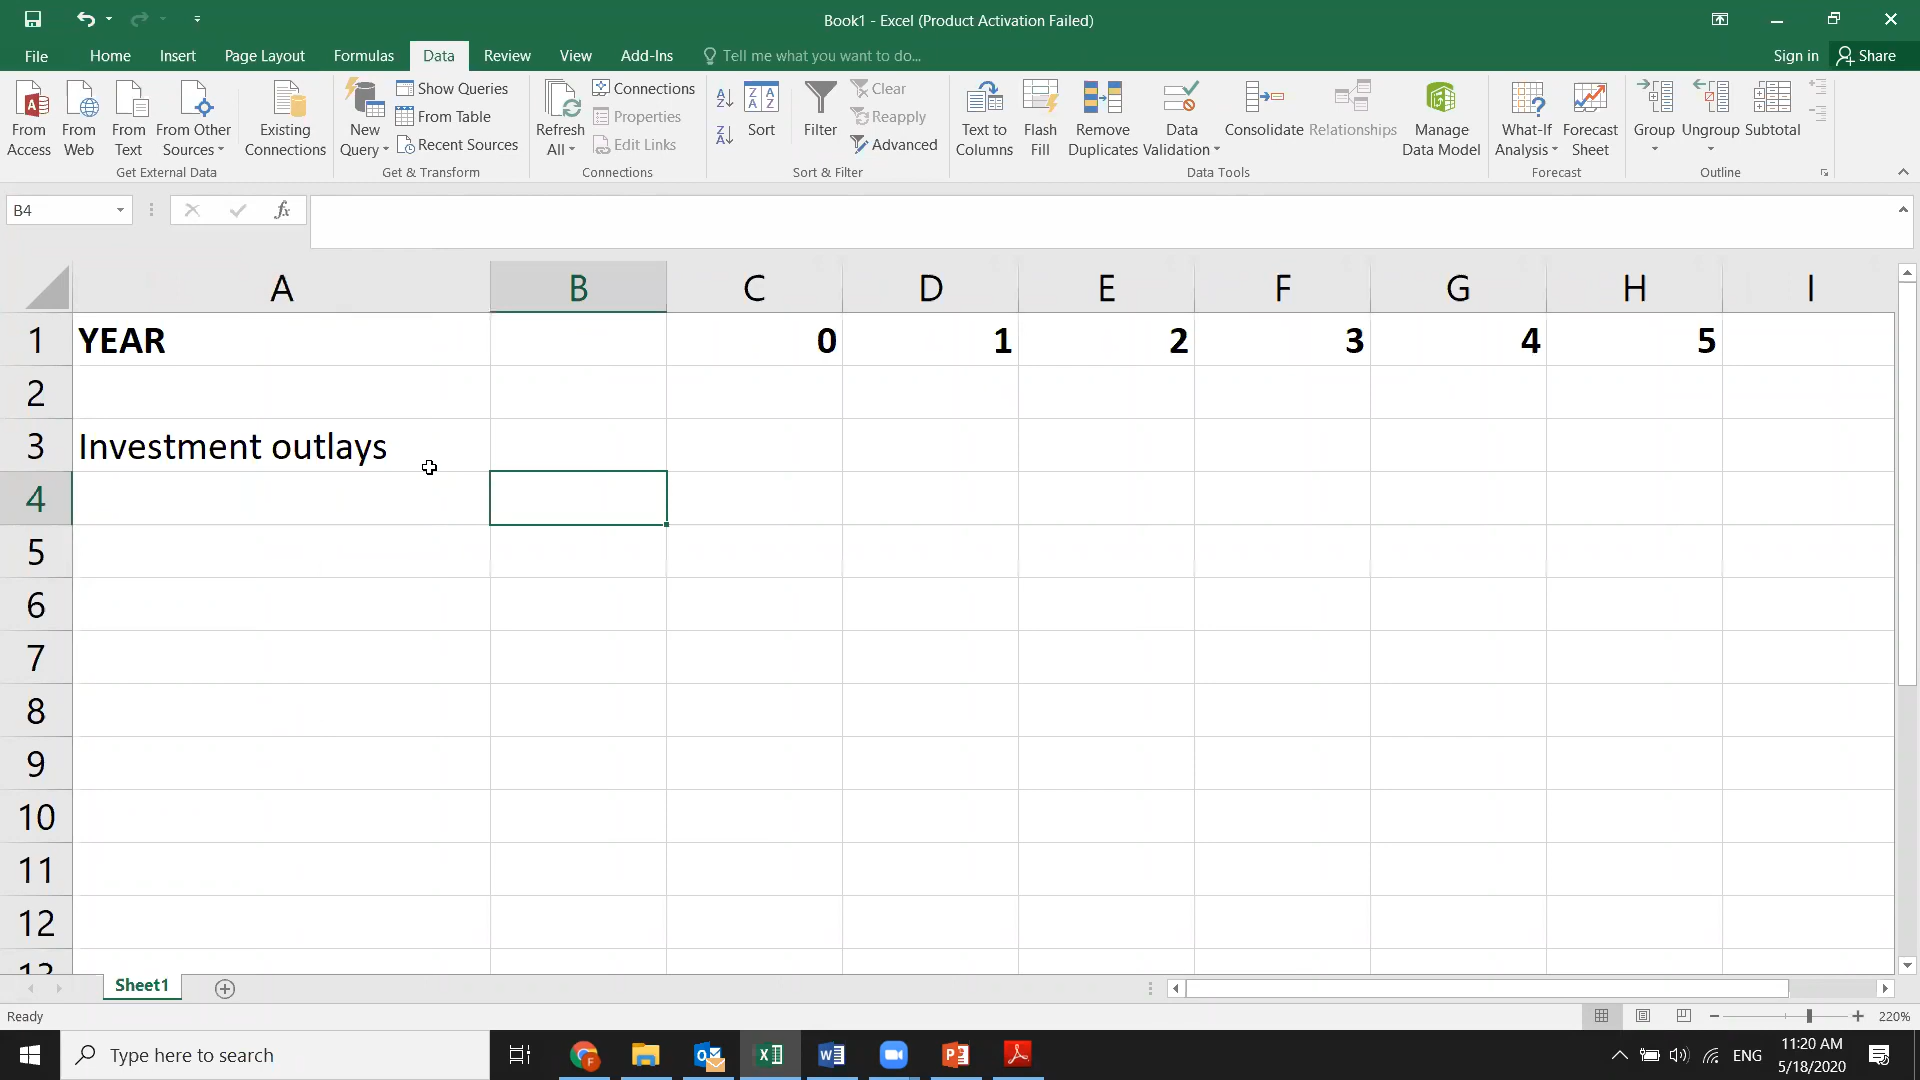 Book1 - Excel (Product Activation Failed)
File Home Insert Page Layout Formulas Data Review View Add-Ins Tell me what you want to do... Sign in Share
From Access
From Web
From Text
From Other Sources
Existing Connections
Get External Data
New Query
Show Queries
From Table
Recent Sources
Get & Transform
Refresh All
Connections
Properties
Edit Links
Connections
Sort
Filter
Clear
Reapply
Advanced
Sort & Filter
Text to Columns
Flash Fill
Remove Duplicates
Data Validation
Consolidate
Relationships
Manage Data Model
Data Tools
What-If Analysis
Forecast Sheet
Forecast
Group
Ungroup
Subtotal
Outline
B4 fx
A B C D E F G H I
1 YEAR 0 1 2 3 4 5
2
3 Investment outlays
4
5
6
7
8
9
10
11
12
13
Sheet1
Ready 220%
Type here to search ENG 11:20 AM
5/18/2020